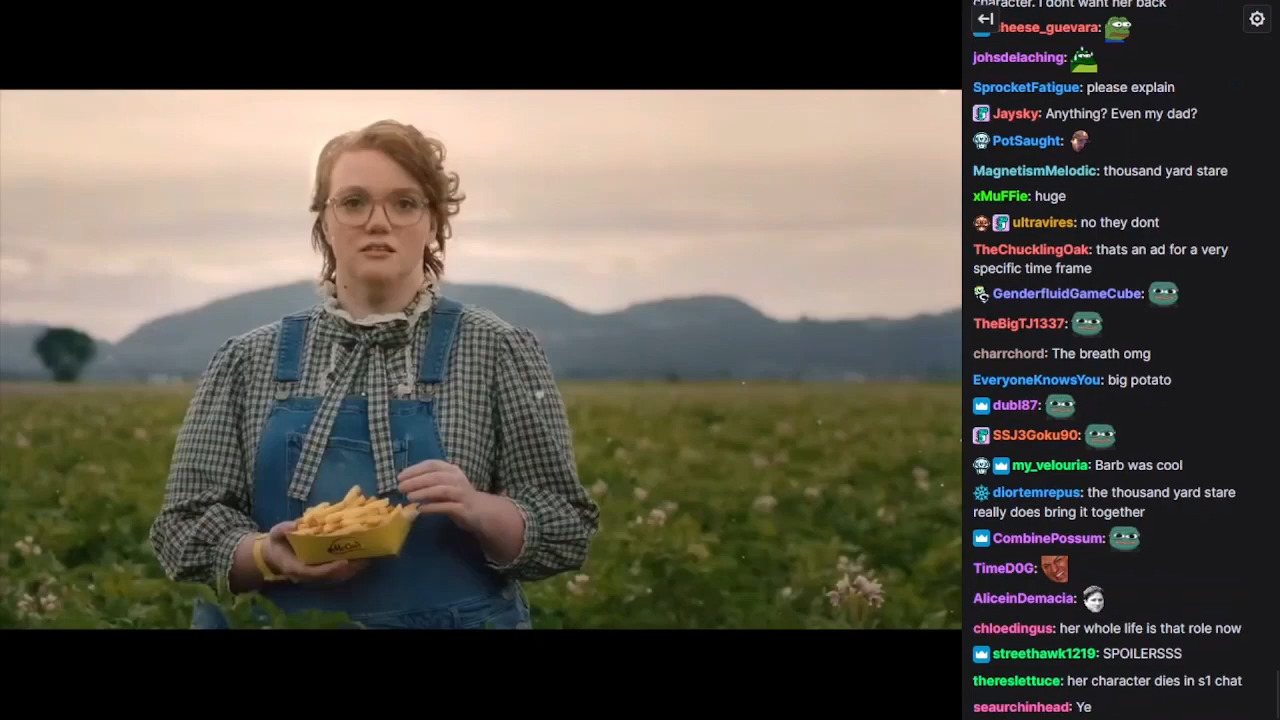 character. I dont want her back
heese_guevara:
johsdelaching:
SprocketFatigue: please explain
Jaysky: Anything? Even my dad?
PotSaught:
MagnetismMelodic: thousand yard stare
xMuFFie: huge
ultravires: no they dont
TheChucklingOak: thats an ad for a very
specific time frame
GenderfluidGameCube:
TheBigTJ1337:
charrchord: The breath omg
EveryoneKnowsYou: big potato
dubl87:
SSJ3Goku90:
my_velouria: Barb was cool
diortemrepus: the thousand yard stare
really does bring it together
CombinePossum:
TimeD0G:
AliceinDemacia:
chloedingus: her whole life is that role now
streethawk1219: SPOILERSSS
thereslettuce: her character dies in s1 chat
seaurchinhead: Ye
McCain